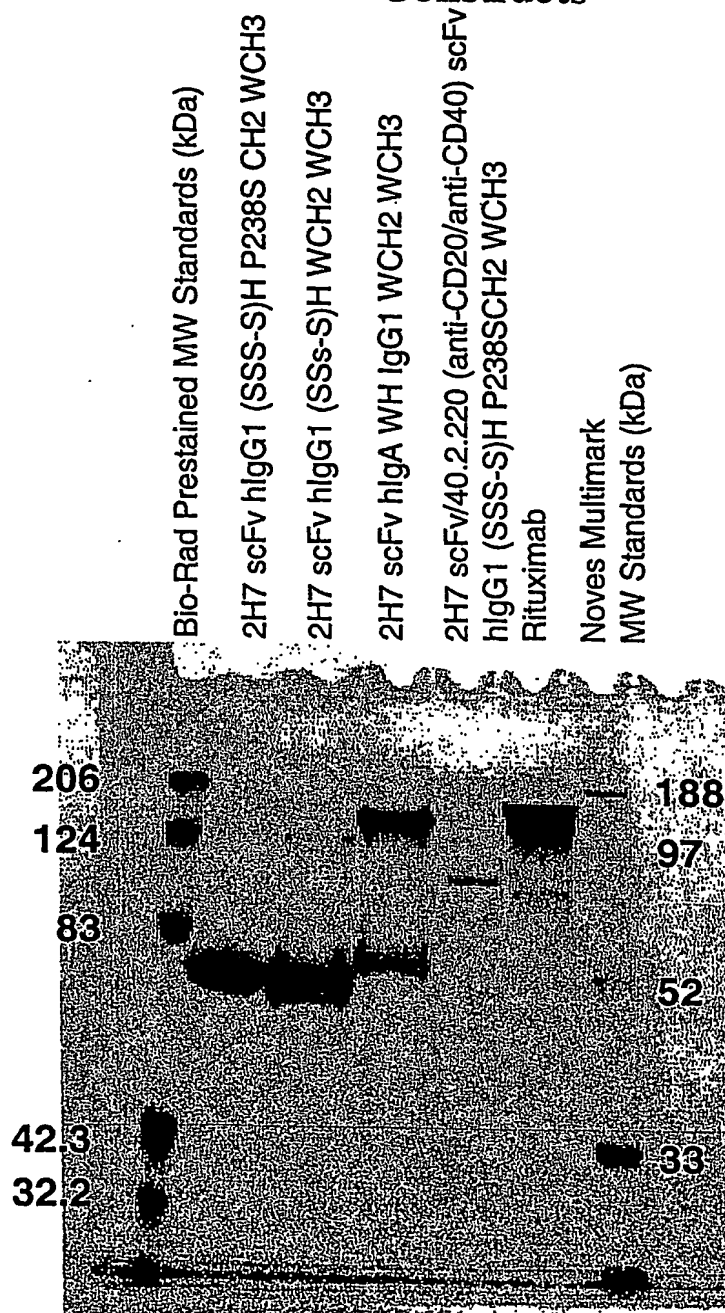 Bio-Rad Prestained MW Standards (kDa)
2H7 scFv hIgG1 (SSS-S)H P238S CH2 WCH3
2H7 scFv hIgG1 (SSs-S)H WCH2 WCH3
2H7 scFv hIgA WH IgG1 WCH2 WCH3
2H7 scFv/40.2.220 (anti-CD20/anti-CD40) scFv
hIgG1 (SSS-S)H P238SCH2 WCH3
Rituximab
Noves Multimark
MW Standards (kDa)
206
124
83
42.3
32.2
188
97
52
33